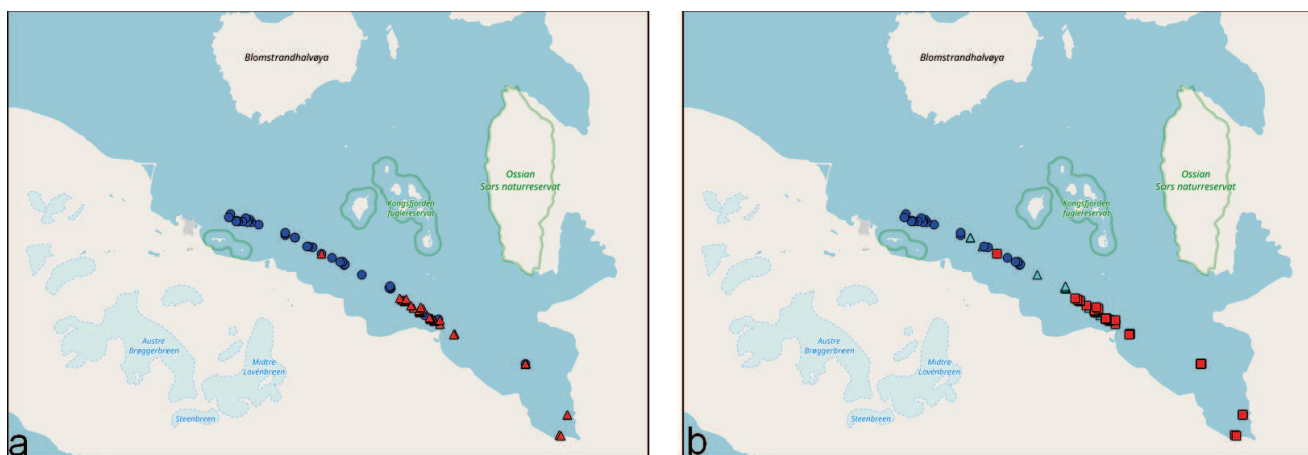 Blomstrandhalvøya
Ossian
Sars naturreservat
Kongsfjorden
fuglereservat
Austre
Brøggerbreen
Midtre
Lovénbreen
Steenbreen
a
Blomstrandhalvøya
Ossian
Sars naturreservat
Kongsfjorden
fuglereservat
Austre
Brøggerbreen
Midtre
Lovénbreen
Steenbreen
b